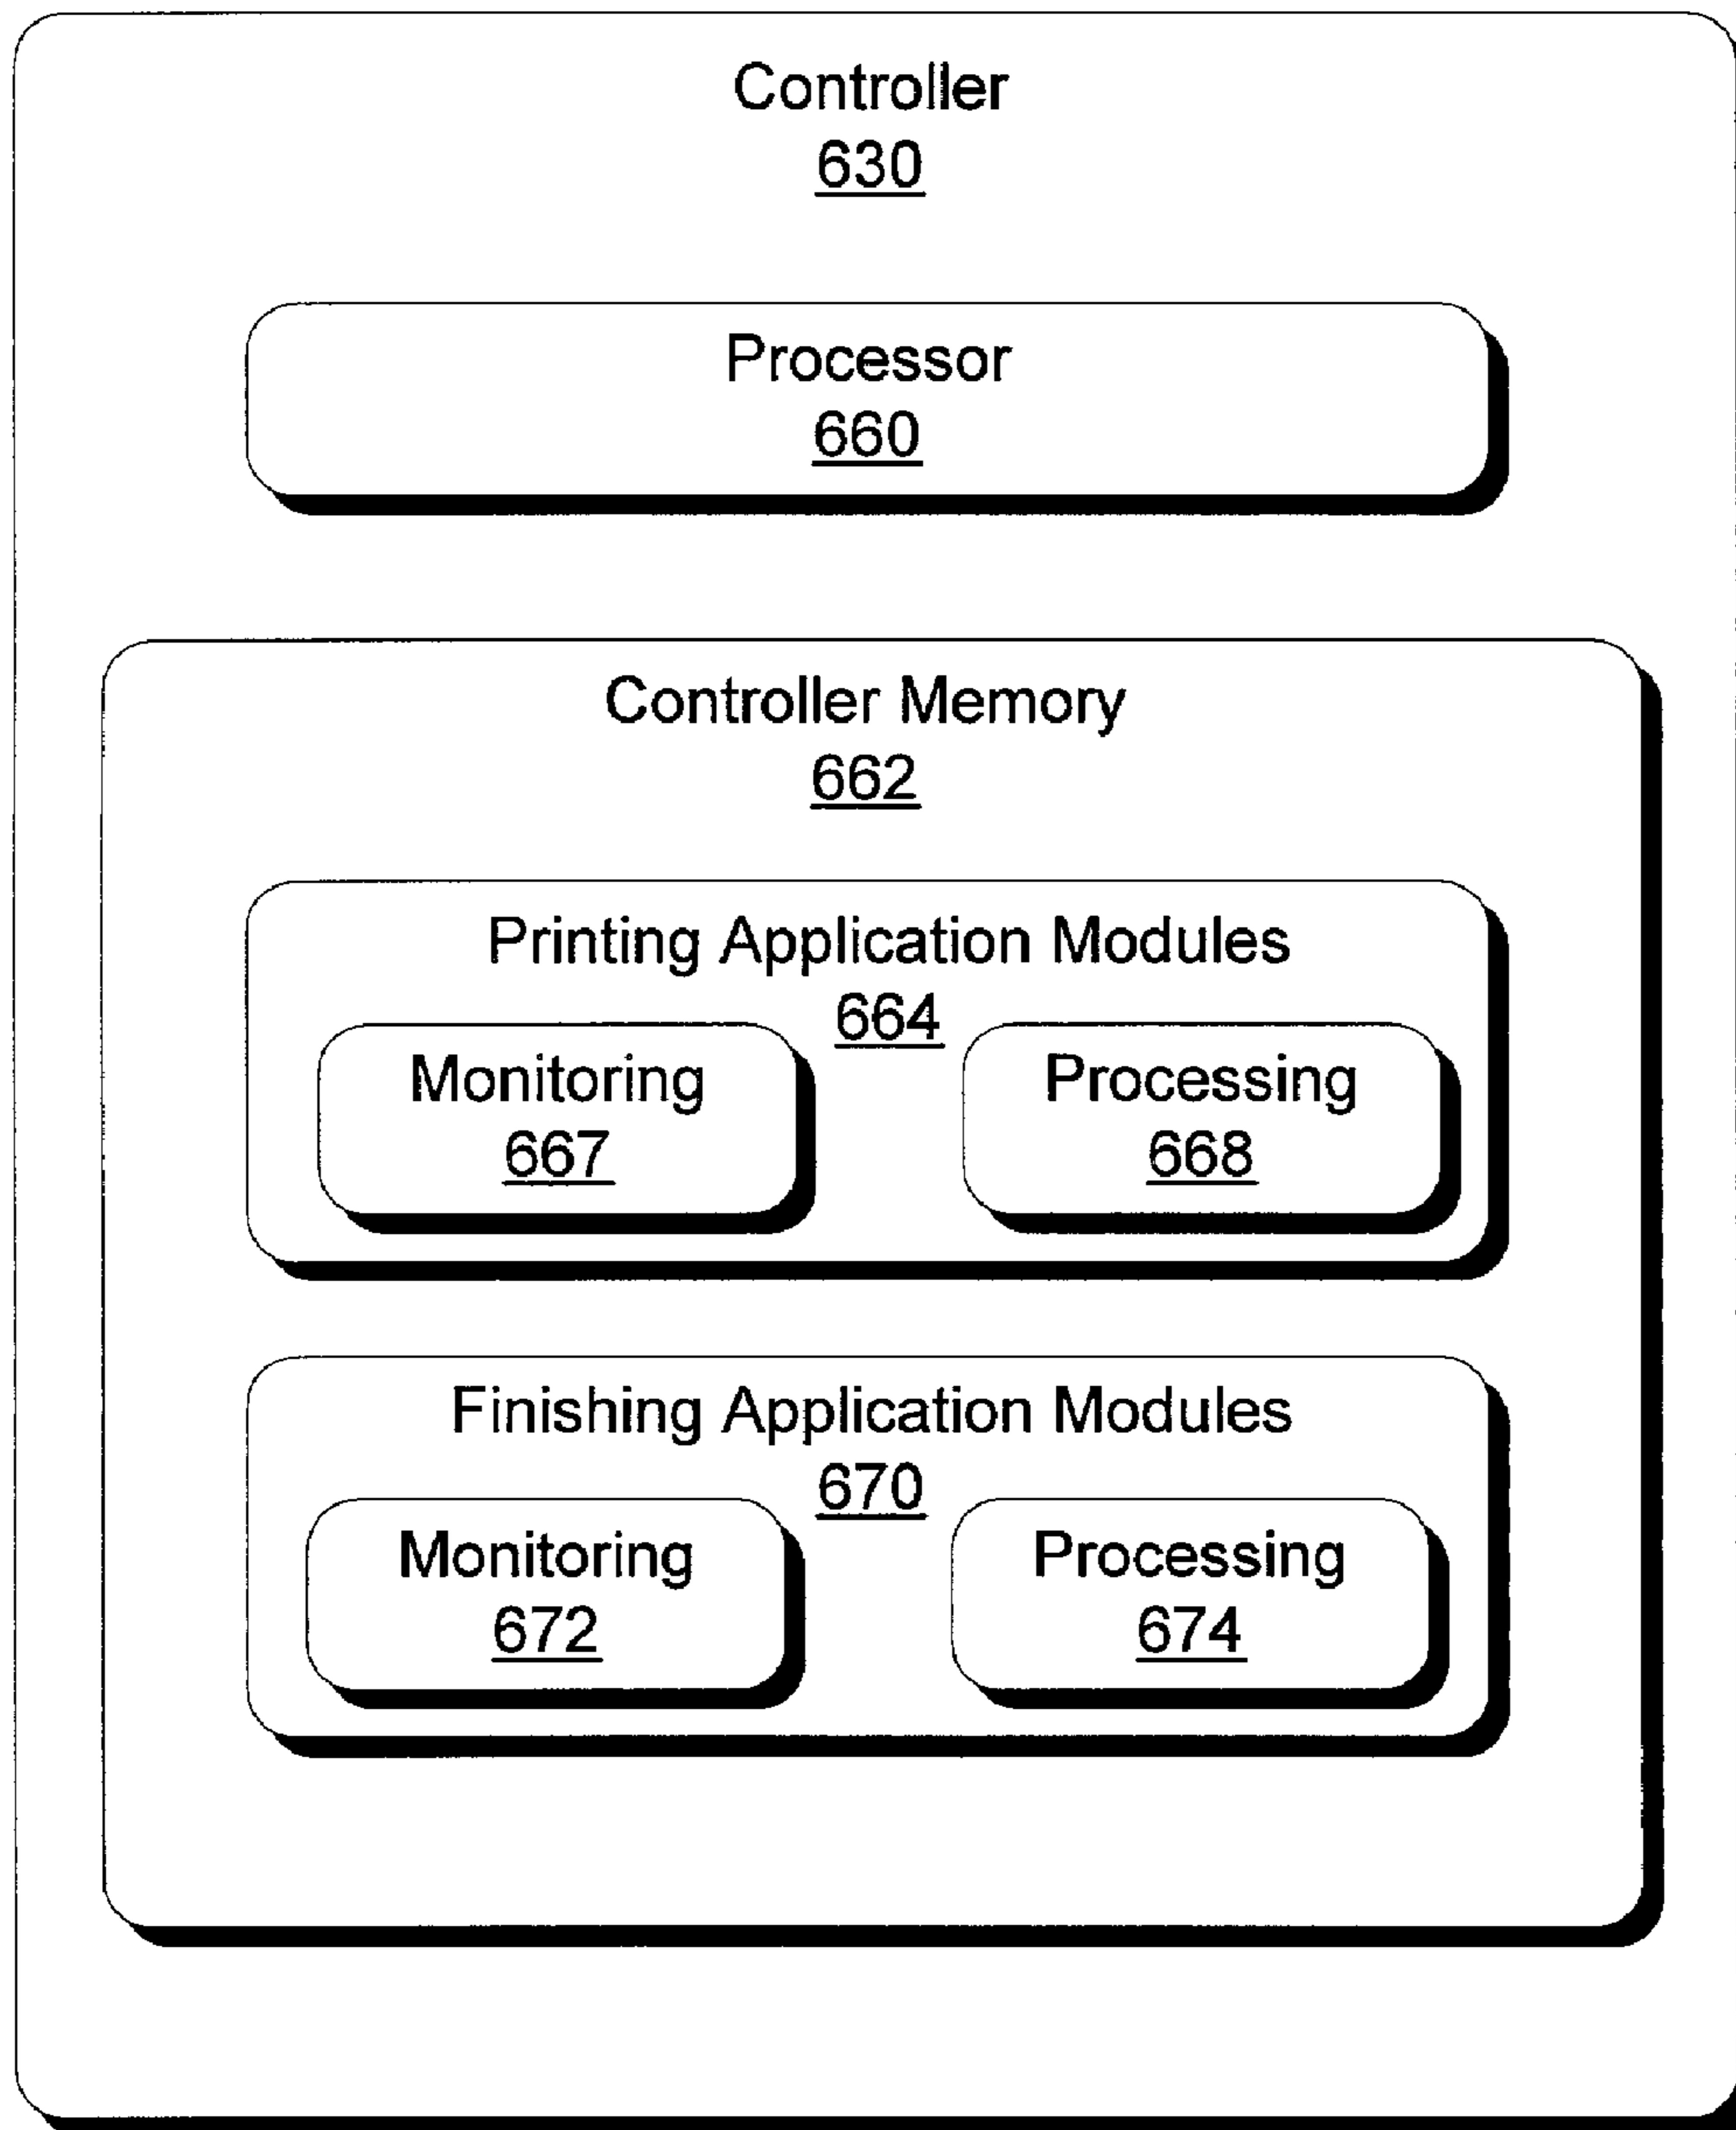 Controller
630
Processor
660
Controller Memory
662
Printing Application Modules
664
Monitoring
667
Processing
668
Finishing Application Modules
670
Monitoring
672
Processing
674